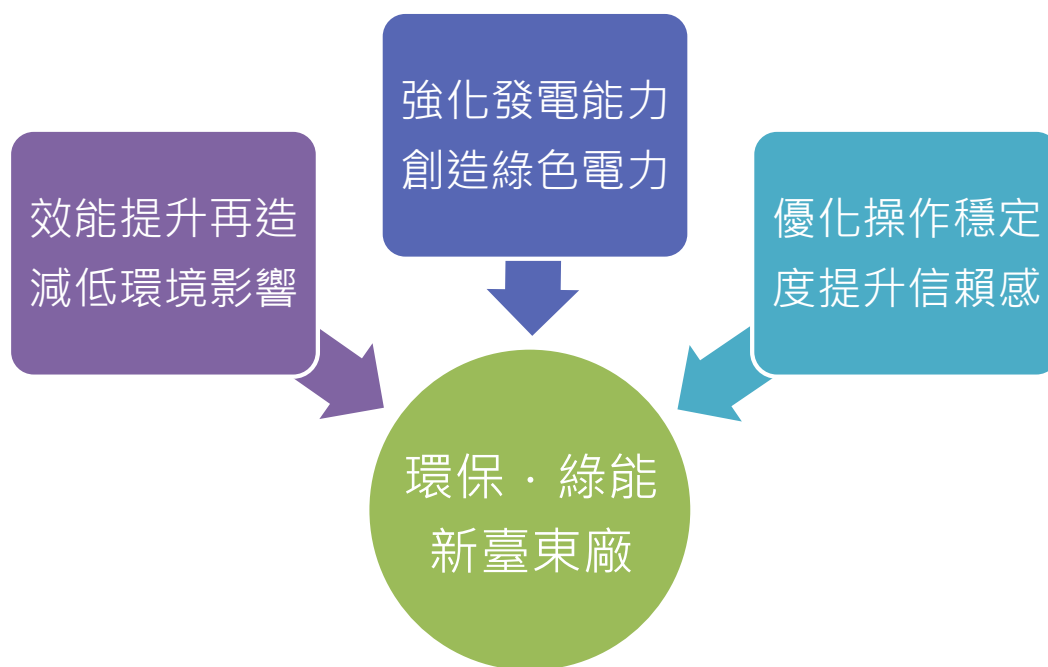 強化發電能力
創造綠色電力
效能提升再造
減低環境影響
優化操作穩定
度提升信賴感
環保．綠能
新臺東廠